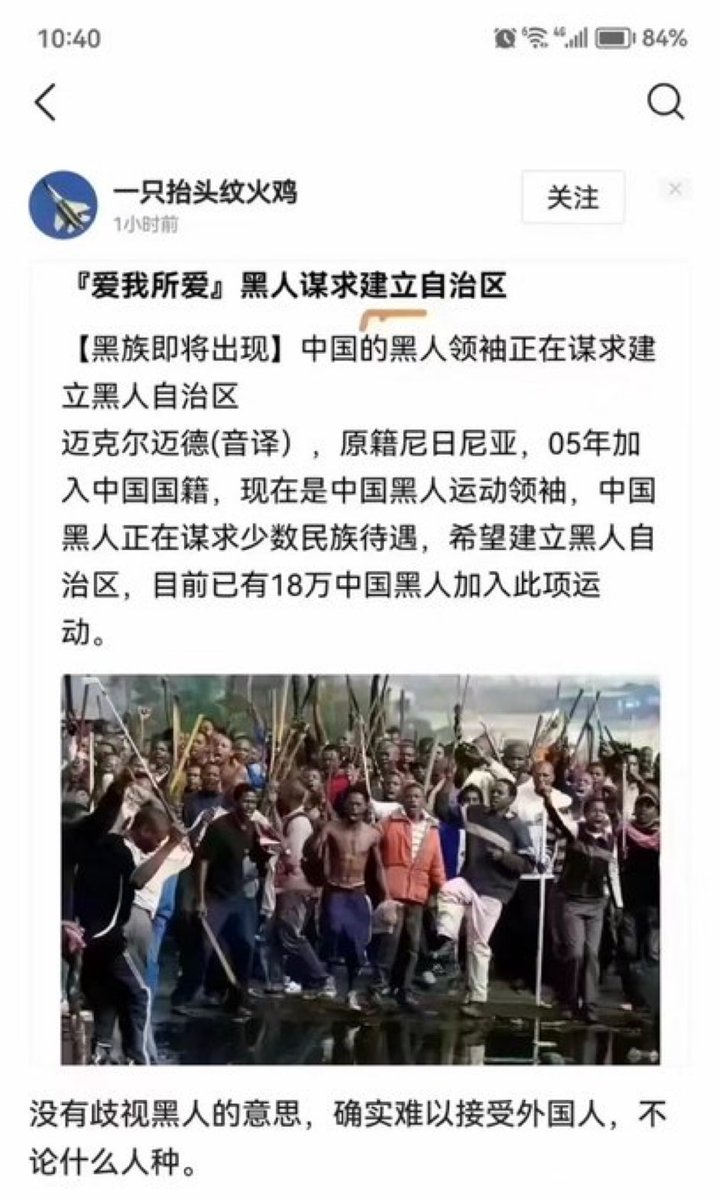 10:40
6 4G 84%
一只抬头纹火鸡
1小时前
关注
『爱我所爱』黑人谋求建立自治区
【黑族即将出现】中国的黑人领袖正在谋求建
立黑人自治区
迈克尔迈德(音译），原籍尼日尼亚，05年加
入中国国籍，现在是中国黑人运动领袖，中国
黑人正在谋求少数民族待遇，希望建立黑人自
治区，目前已有18万中国黑人加入此项运
动。
没有歧视黑人的意思，确实难以接受外国人，不
论什么人种。